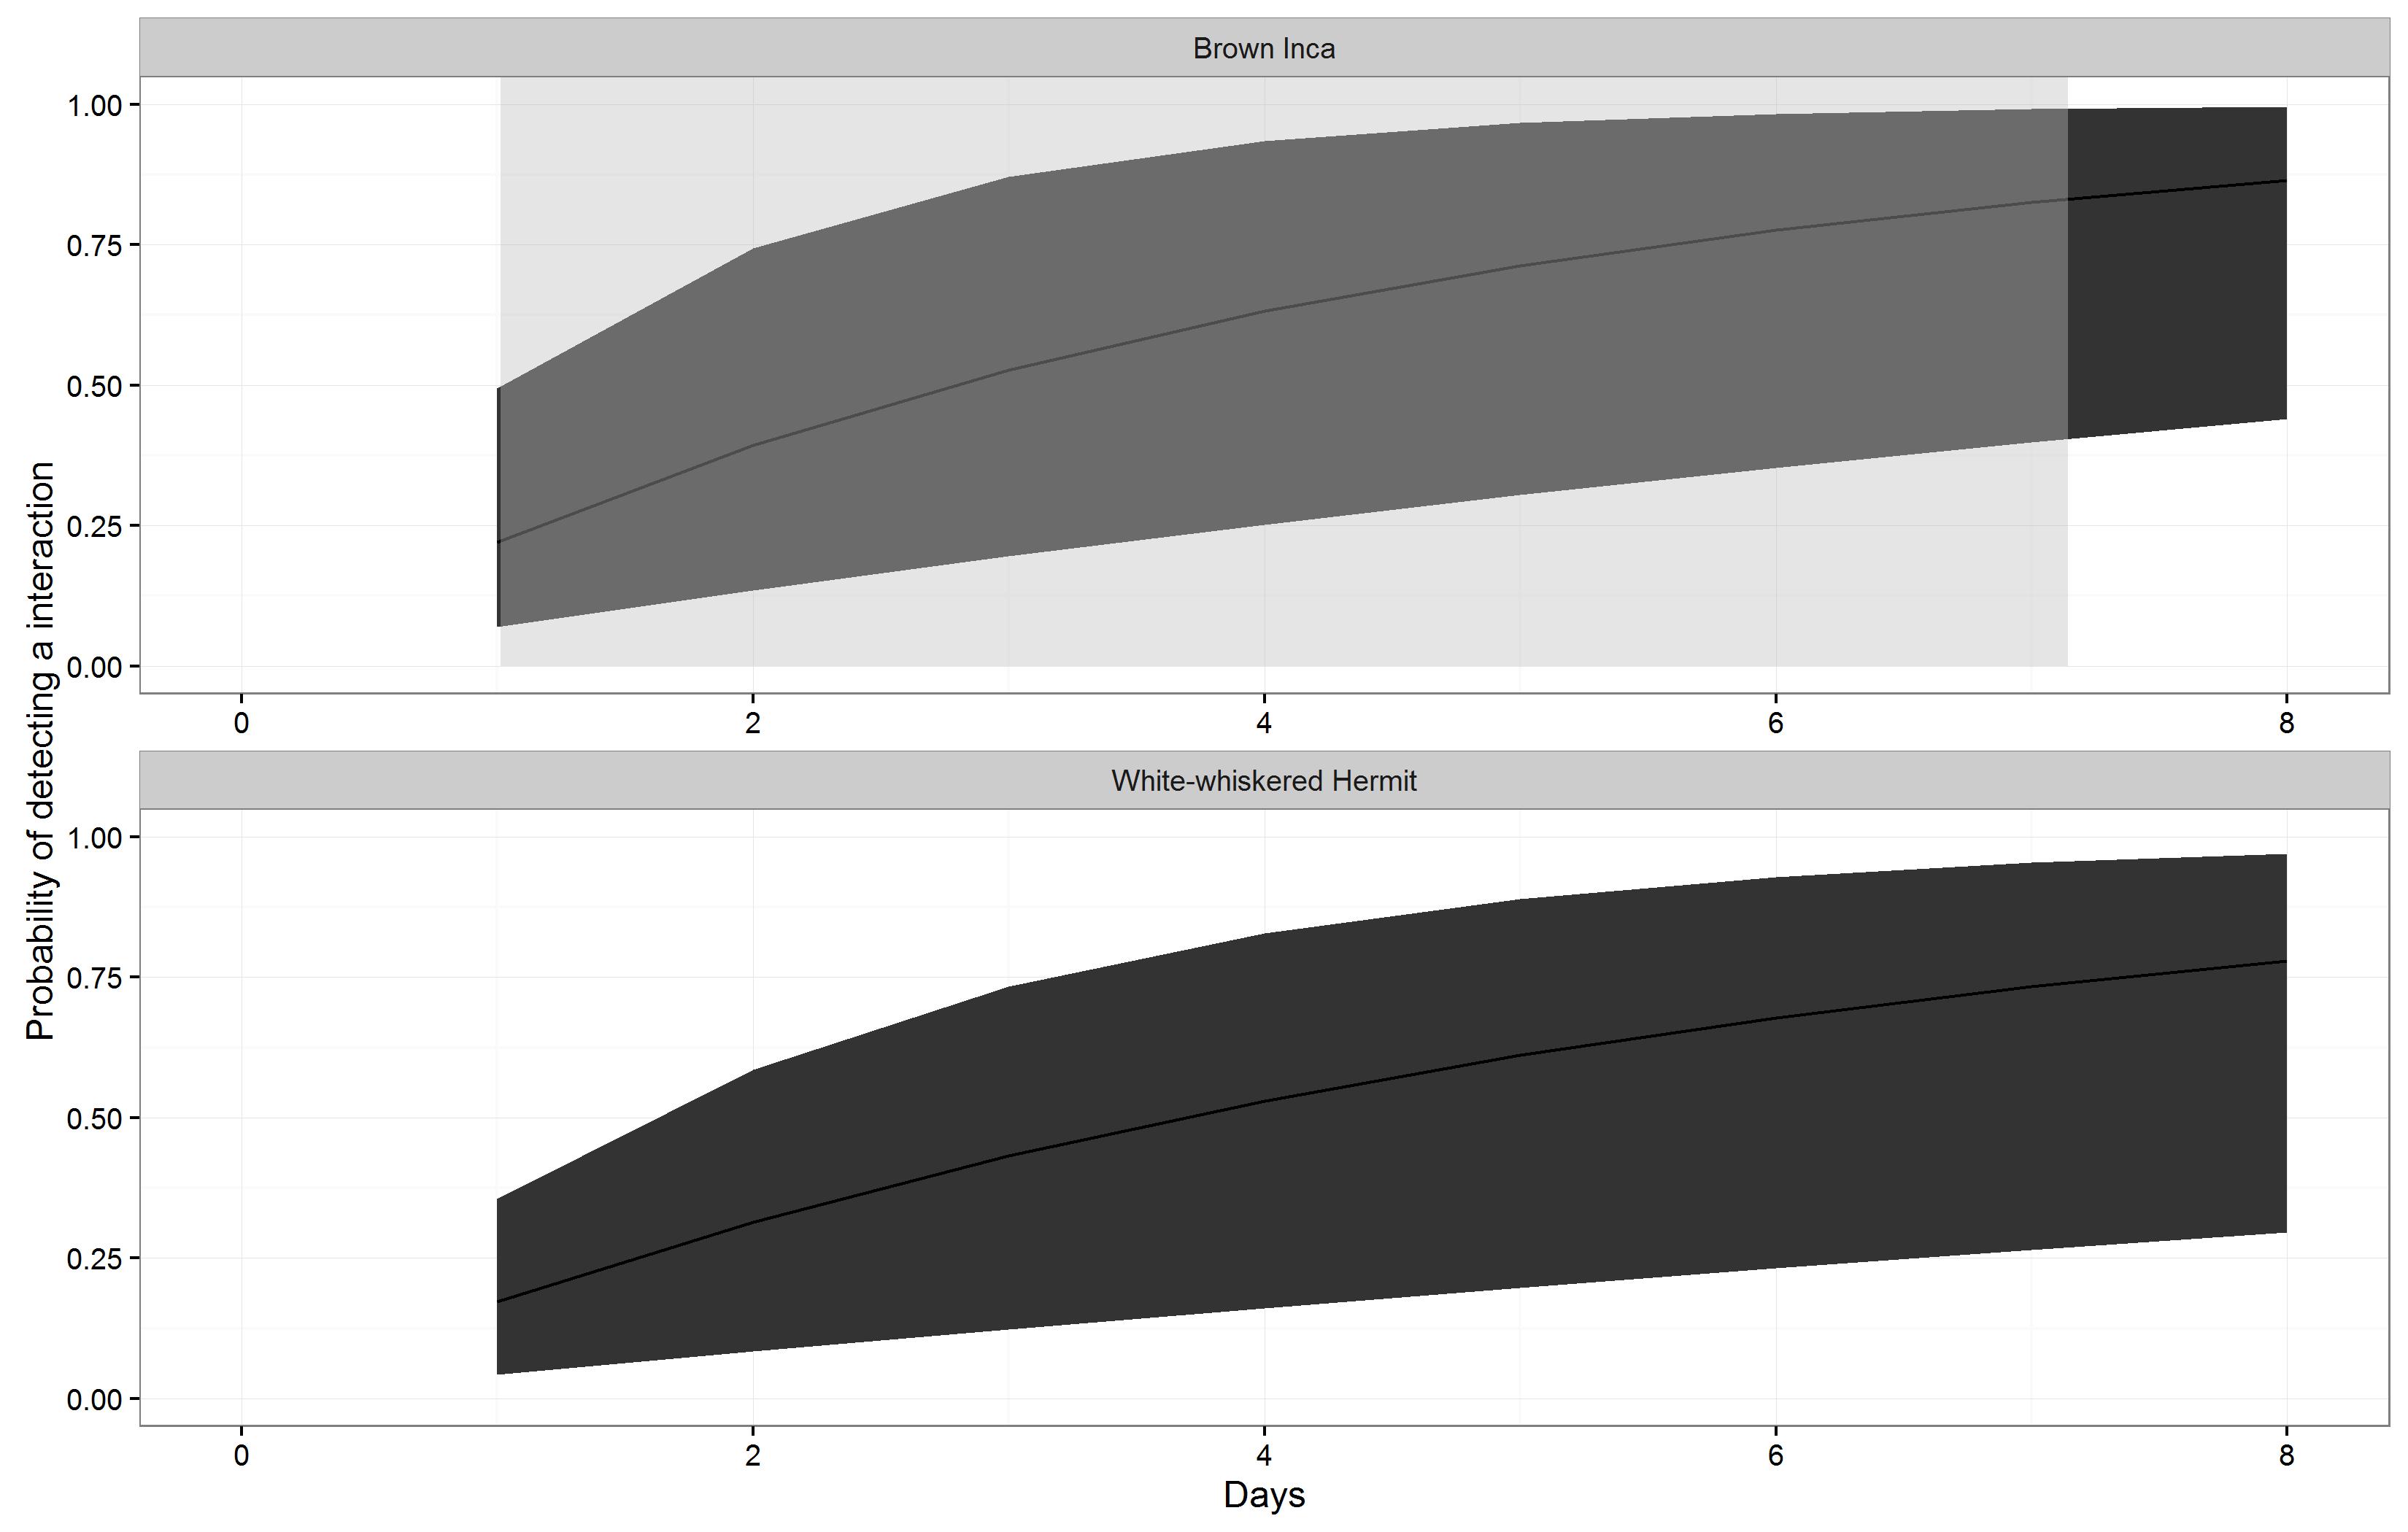 Probability of detecting a interaction
Brown Inca
1.00
0.75
0.50
0.25
0.00
0 2 4 6 8
White-whiskered Hermit
1.00
0.75
0.50
0.25
0.00
0 2 4 6 8
Days